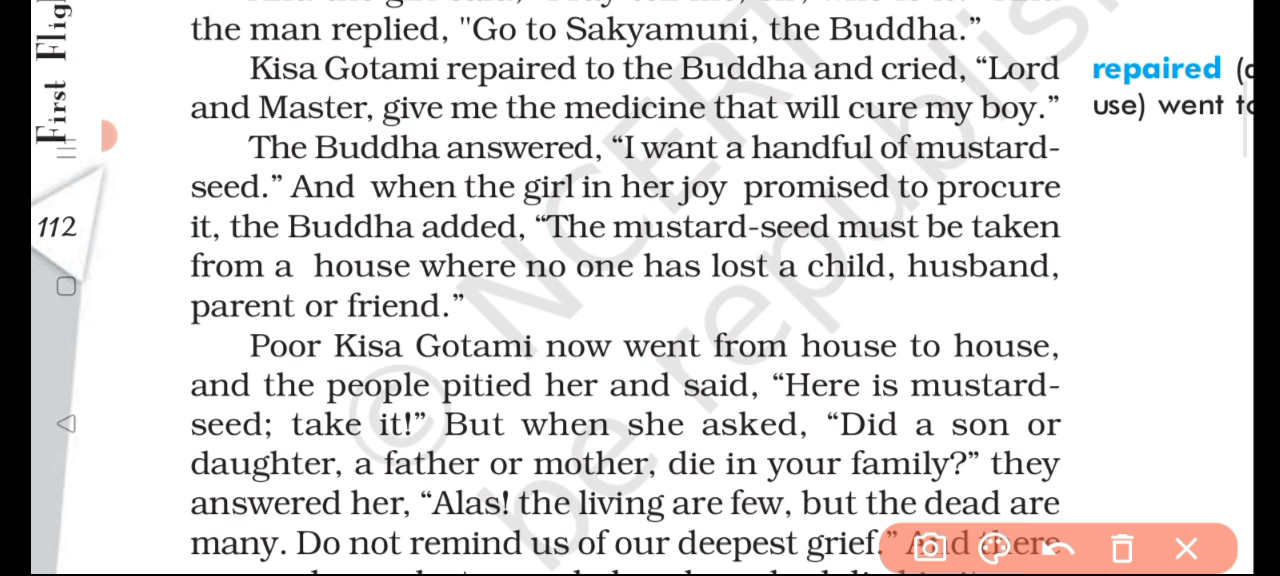 the man replied, "Go to Sakyamuni, the Buddha.”
Kisa Gotami repaired to the Buddha and cried, “Lord
and Master, give me the medicine that will cure my boy.”
The Buddha answered, “I want a handful of mustard-
seed.” And when the girl in her joy promised to procure
it, the Buddha added, “The mustard-seed must be taken
from a house where no one has lost a child, husband,
parent or friend.”
Poor Kisa Gotami now went from house to house,
and the people pitied her and said, “Here is mustard-
seed; take it!” But when she asked, “Did a son or
daughter, a father or mother, die in your family?” they
answered her, “Alas! the living are few, but the dead are
many. Do not remind us of our deepest grief.” And there
repaired
use) went to
First Flig
112
© NCERT
be republis